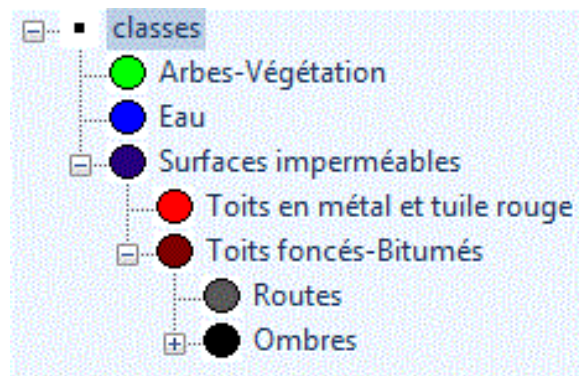 classes
Arbes-Végétation
Eau
Surfaces imperméables
Toits en métal et tuile rouge
Toits foncés-Bitumés
Routes
Ombres